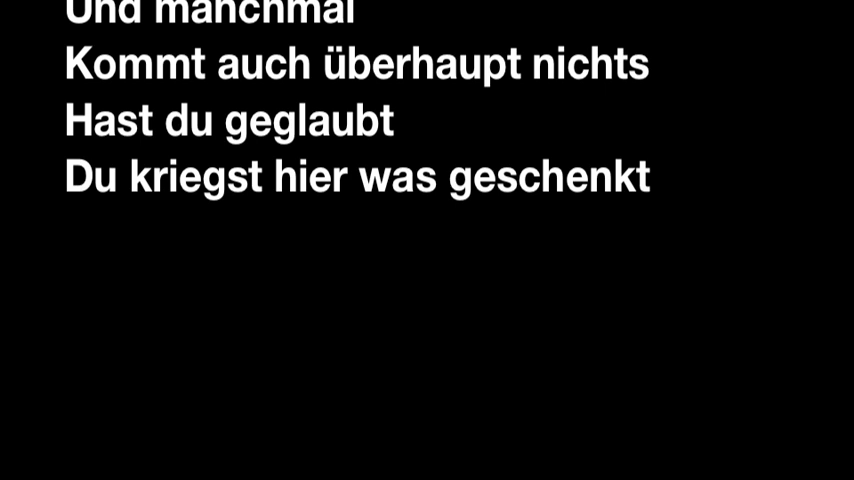 Und manchmal
Kommt auch überhaupt nichts
Hast du geglaubt
Du kriegst hier was geschenkt